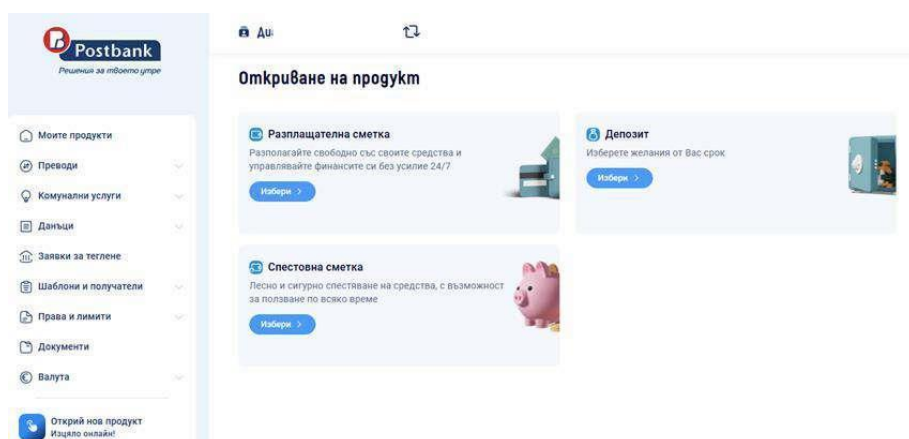 Postbank
Решения за твоето утре
Моите продукти
Преводи
Комунални услуги
Данъци
Заявки за теглене
Шаблони и получатели
Права и лимити
Документи
Валута
Открий нов продукт
Изцяло онлайн!
Откриване на продукт
Разплащателна сметка
Разполагайте свободно със своите средства и
управлявайте финансите си без усилие 24/7
Избери >
Депозит
Изберете желания от Вас срок
Избери >
Спестовна сметка
Лесно и сигурно спестяване на средства, с възможност
за ползване по всяко време
Избери >